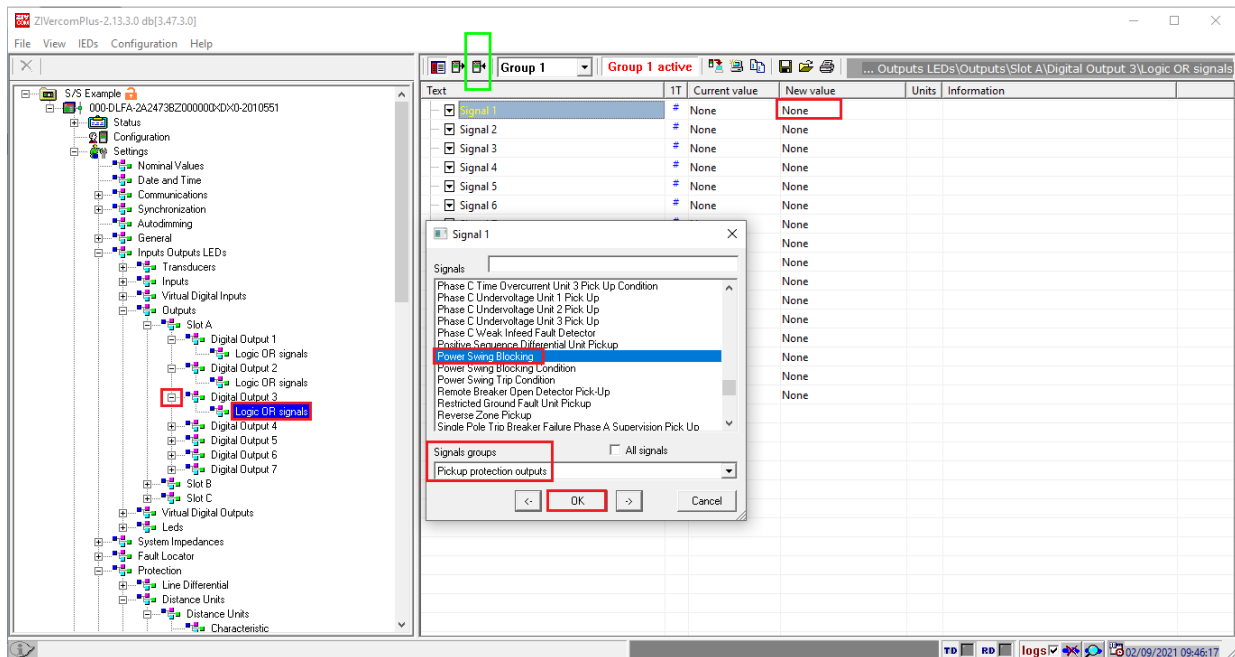 ZIVercomPlus-2.13.3.0 db[3.47.3.0]
File View IEDs Configuration Help
Group 1
Group 1 active
... Outputs LEDs\Outputs\Slot A\Digital Output 3\Logic OR signals
S/S Example
000-DLFA-2A2473BZ000000XDX0-2010551
Status
Configuration
Settings
Nominal Values
Date and Time
Communications
Synchronization
Autodimming
General
Inputs Outputs LEDs
Transducers
Inputs
Virtual Digital Inputs
Outputs
Slot A
Digital Output 1
Logic OR signals
Digital Output 2
Logic OR signals
Digital Output 3
Logic OR signals
Digital Output 4
Digital Output 5
Digital Output 6
Digital Output 7
Slot B
Slot C
Virtual Digital Outputs
Leds
System Impedances
Fault Locator
Protection
Line Differential
Distance Units
Distance Units
Characteristic
Text 1T Current value New value Units Information
Signal 1 # None None
Signal 2 # None None
Signal 3 # None None
Signal 4 # None None
Signal 5 # None None
Signal 6 # None None
None
None
None
None
None
None
None
None
None
Signal 1
Signals
Phase C Time Overcurrent Unit 3 Pick Up Condition
Phase C Undervoltage Unit 1 Pick Up
Phase C Undervoltage Unit 2 Pick Up
Phase C Undervoltage Unit 3 Pick Up
Phase C Weak Infeed Fault Detector
Positive Sequence Differential Unit Pickup
Power Swing Blocking
Power Swing Blocking Condition
Power Swing Trip Condition
Remote Breaker Open Detector Pick-Up
Restricted Ground Fault Unit Pickup
Reverse Zone Pickup
Single Pole Trip Breaker Failure Phase A Supervision Pick Up
Signals groups
All signals
Pickup protection outputs
<- OK -> Cancel
TD RD logs 02/09/2021 09:46:17